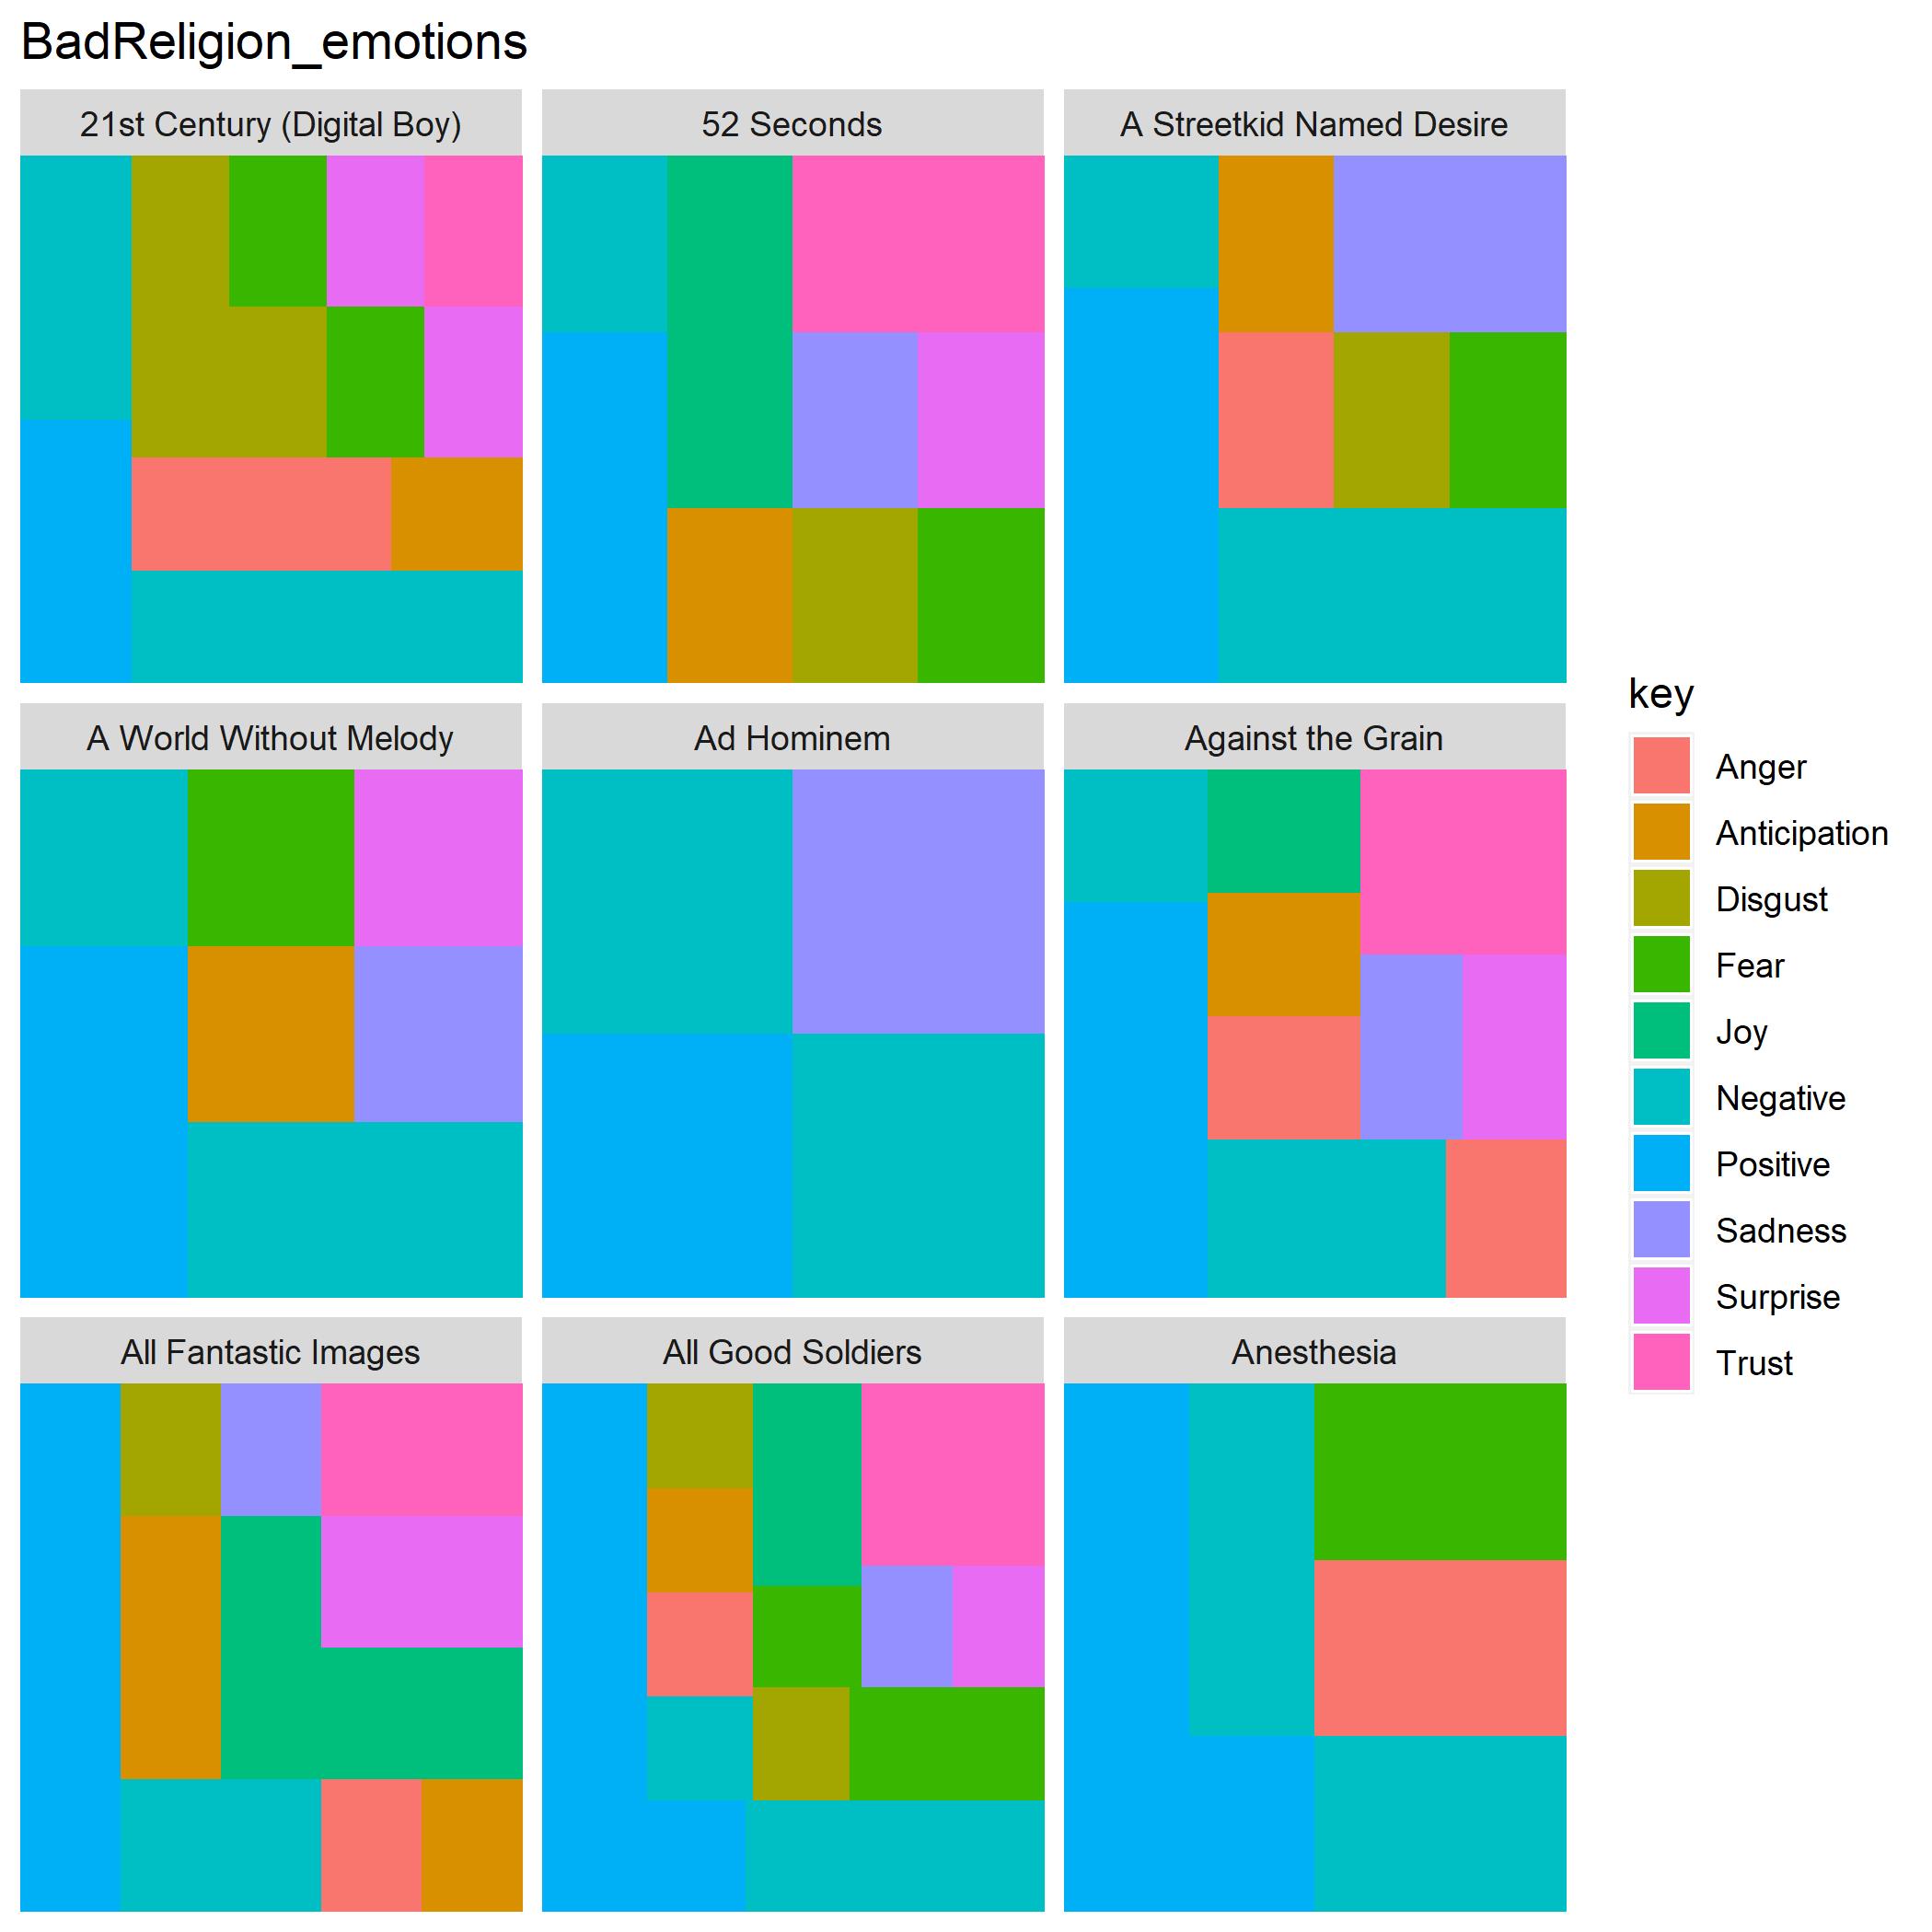 BadReligion_emotions
21st Century (Digital Boy)
52 Seconds
A Streetkid Named Desire
A World Without Melody
Ad Hominem
Against the Grain
All Fantastic Images
All Good Soldiers
Anesthesia
key
Anger
Anticipation
Disgust
Fear
Joy
Negative
Positive
Sadness
Surprise
Trust